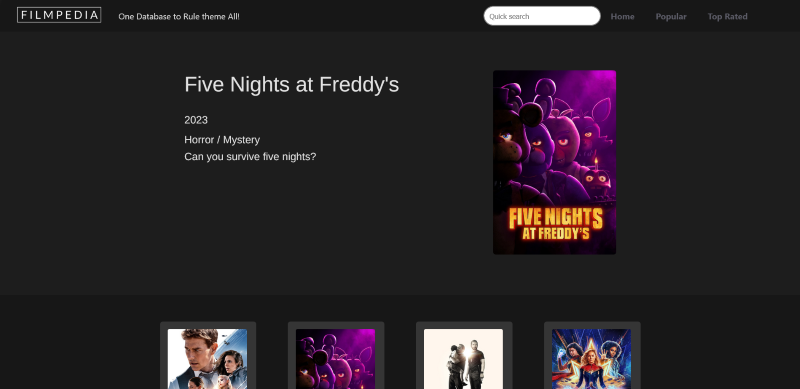 FILMPEDIA One Database to Rule theme All! Quick search Home Popular Top Rated
Five Nights at Freddy's
2023
Horror / Mystery
Can you survive five nights?
FIVE NIGHTS
AT FREDDY'S